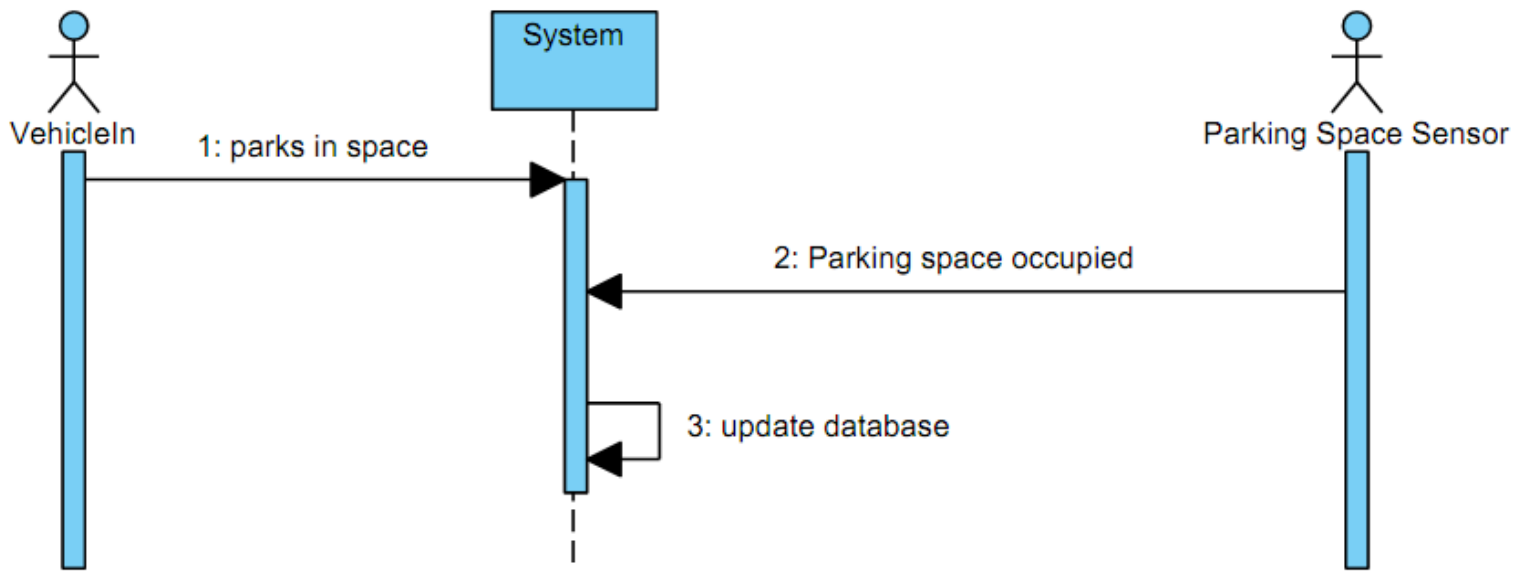 System
VehicleIn
Parking Space Sensor
1: parks in space
2: Parking space occupied
3: update database